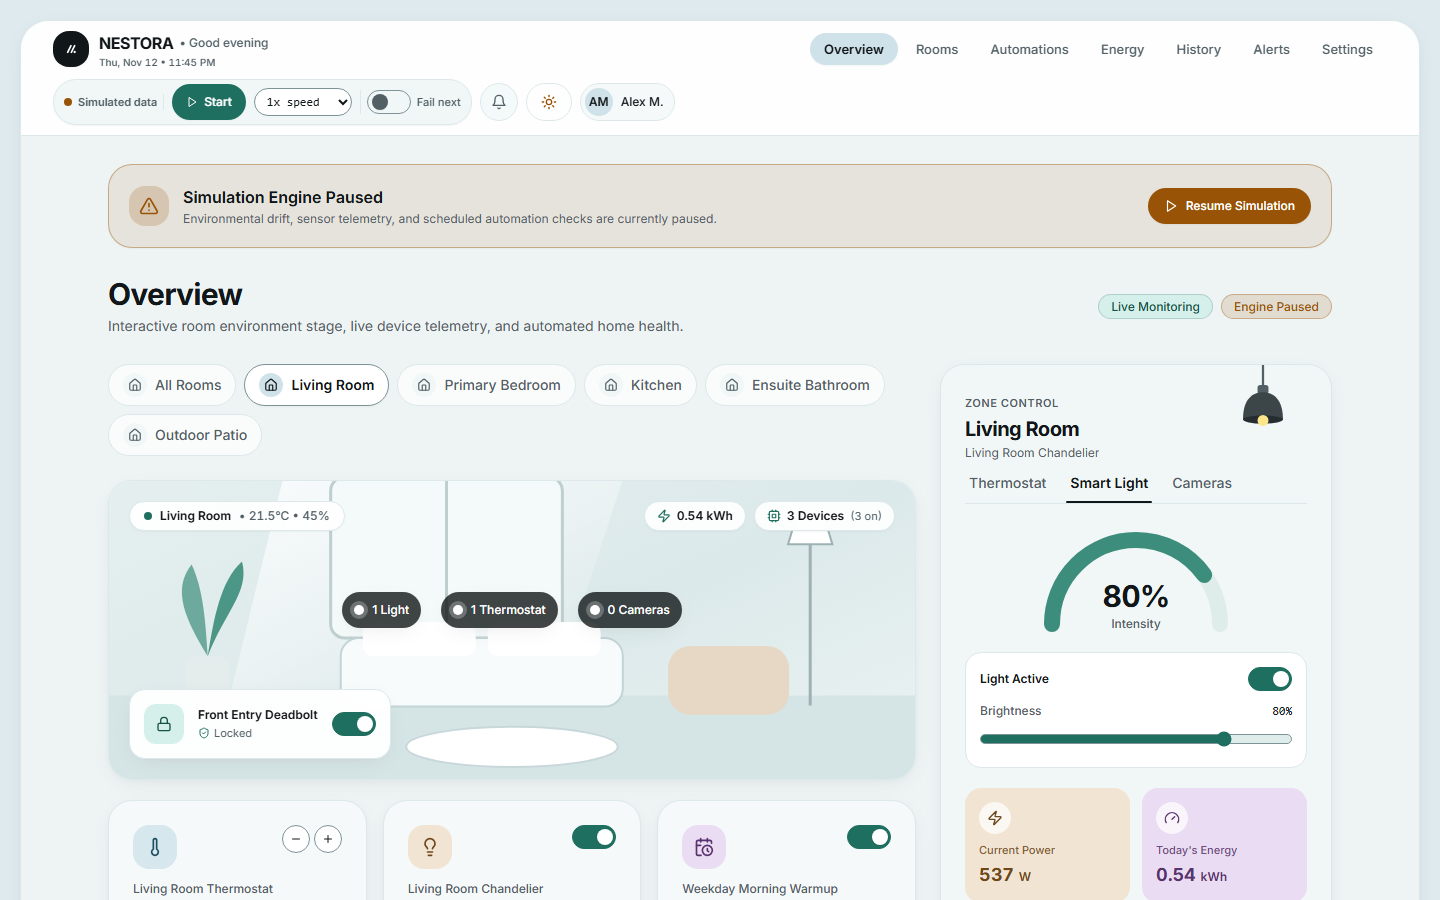 NESTORA • Good evening
Thu, Nov 12 • 11:45 PM
Overview
Rooms
Automations
Energy
History
Alerts
Settings
Simulated data
Start
1x speed
Fail next
AM
Alex M.
Simulation Engine Paused
Environmental drift, sensor telemetry, and scheduled automation checks are currently paused.
Resume Simulation
Overview
Interactive room environment stage, live device telemetry, and automated home health.
Live Monitoring
Engine Paused
All Rooms
Living Room
Primary Bedroom
Kitchen
Ensuite Bathroom
Outdoor Patio
Living Room • 21.5°C • 45%
0.54 kWh
3 Devices (3 on)
1 Light
1 Thermostat
0 Cameras
Front Entry Deadbolt
Locked
Living Room Thermostat
Living Room Chandelier
Weekday Morning Warmup
ZONE CONTROL
Living Room
Living Room Chandelier
Thermostat
Smart Light
Cameras
80%
Intensity
Light Active
Brightness
80%
Current Power
537 W
Today's Energy
0.54 kWh